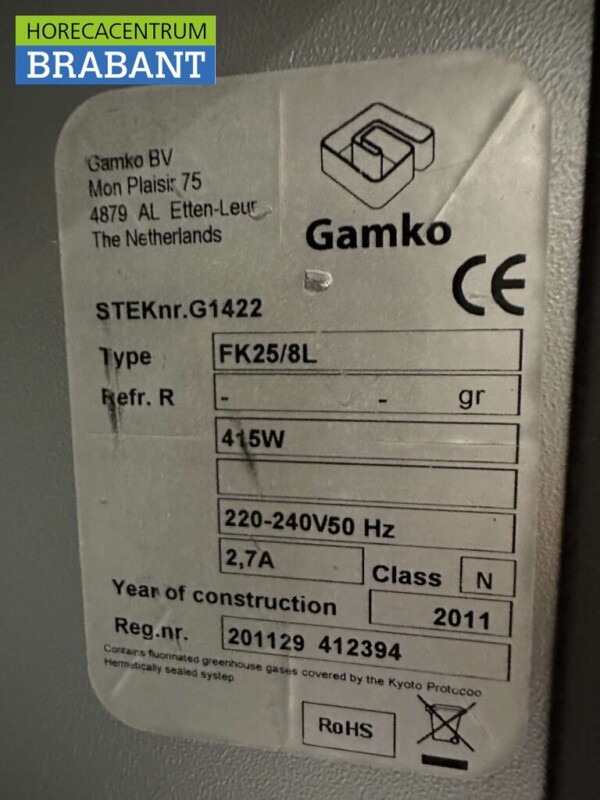 HORECACENTRUM
BRABANT
Gamko BV
Mon Plaisir 75
4879 AL Etten-Leur
The Netherlands
Gamko
CE
STEKnr.G1422
Type FK25/8L
Refr. R - - gr
415W
220-240V50 Hz
2,7A Class N
Year of construction 2011
Reg.nr. 201129 412394
Contains fluorinated greenhouse gases covered by the Kyoto Protocoo
Hermetically sealed systep
RoHS